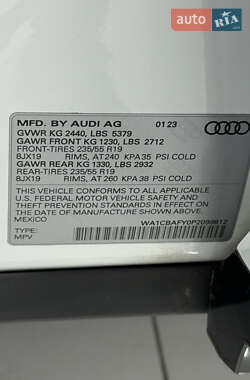 AUTO.RIA
MFD. BY AUDI AG 01 23
GVWR KG 2440, LBS 5379
GAWR FRONT KG 1230, LBS 2712
FRONT-TIRES 235/55 R19
8JX19 RIMS, AT 240 KPA 35 PSI COLD
GAWR REAR KG 1330, LBS 2932
REAR-TIRES 235/55 R19
8JX19 RIMS, AT 260 KPA 38 PSI COLD
THIS VEHICLE CONFORMS TO ALL APPLICABLE
U.S. FEDERAL MOTOR VEHICLE SAFETY AND
THEFT PREVENTION STANDARDS IN EFFECT ON
THE DATE OF MANUFACTURE SHOWN ABOVE.
MEXICO
TYPE:
MPV